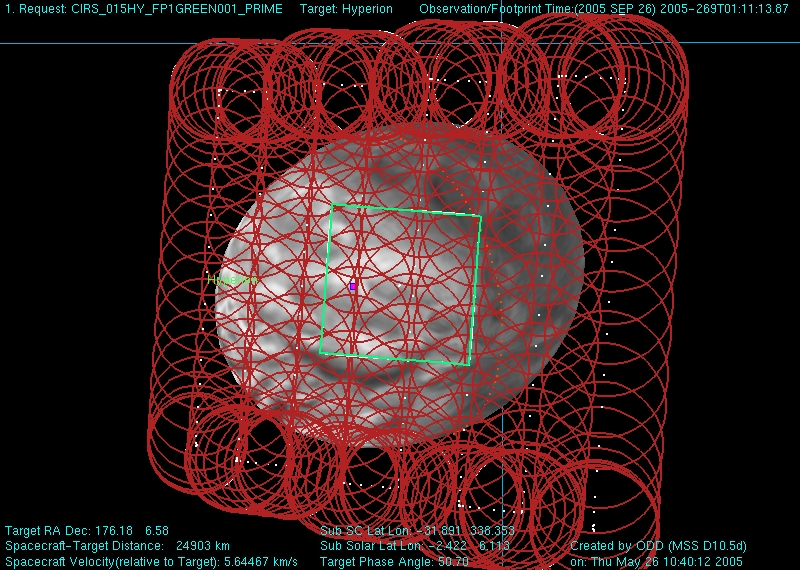 1. Request: CIRS_015HY_FP1GREEN001_PRIME Target: Hyperion Observation/Footprint Time:(2005 SEP 26) 2005-269T01:11:13.87
Hyperion
Target RA Dec: 176.18 6.58 Sub SC Lat Lon: -31.891 338.353
Spacecraft-Target Distance: 24903 km Sub Solar Lat Lon: -2.422 6.113 Created by ODD (MSS D10.5d)
Spacecraft Velocity(relative to Target): 5.64467 km/s Target Phase Angle: 50.70 on: Thu May 26 10:40:12 2005